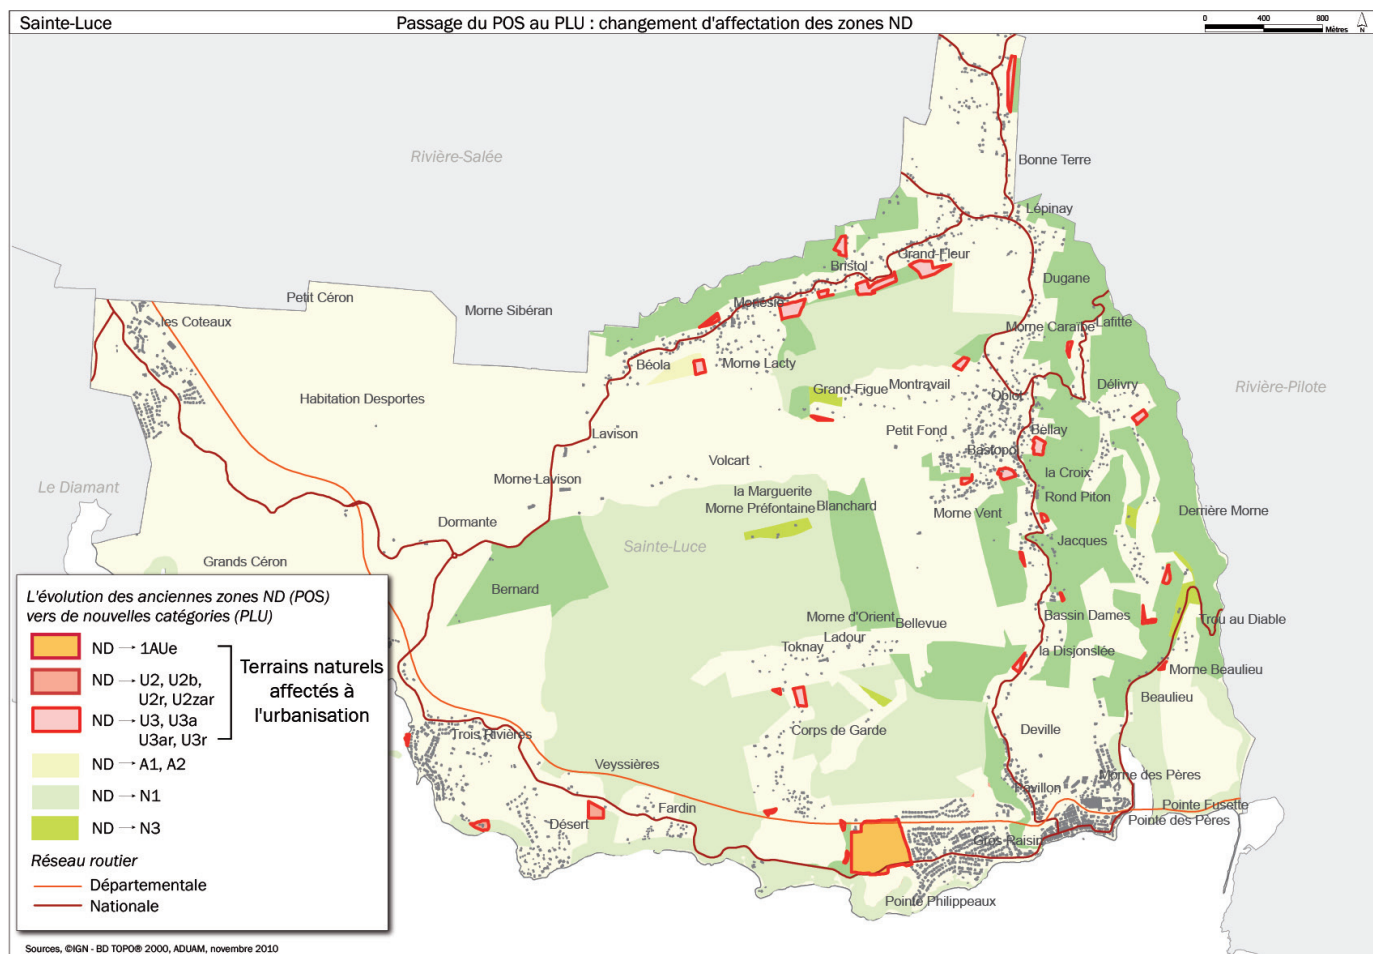 Sainte-Luce
Passage du POS au PLU : changement d'affectation des zones ND
0 400 800
Mètres
N
Rivière-Salée
Bonne Terre
Lépinay
Grand-Fleur
Bristol
Dugane
Petit Céron
Morne Sibéran
Monésie
les Coteaux
Morne Caraïbe
Lafitte
Béola
Morne Lacty
Rivière-Pilote
Grand-Figue
Montravail
Délivry
Habitation Desportes
Lavison
Petit Fond
Bellay
Volcart
la Croix
Morne-Lavison
la Marguerite
Le Diamant
Rond Piton
Morne Préfontaine
Blanchard
Morne Vent
Derrière Morne
Dormante
Sainte-Luce
Jacques
Grands Céron
Bernard
Morne d'Orient
Bellevue
Bassin Dames
Trou au Diable
Ladour
Toknay
la Disjonslée
Morne Beaulieu
Beaulieu
Corps de Garde
Deville
Trois Rivières
Veyssières
Morne des Pères
Pavillon
Fardin
Pointe Fusette
Désert
Pointe des Pères
Gros Raisin
Pointe Philippeaux
L'évolution des anciennes zones ND (POS)
vers de nouvelles catégories (PLU)
ND → 1AUe
ND → U2, U2b,
U2r, U2zar
ND → U3, U3a
U3ar, U3r
Terrains naturels
affectés à
l'urbanisation
ND → A1, A2
ND → N1
ND → N3
Réseau routier
Départementale
Nationale
Sources, ©IGN - BD TOPO® 2000, ADUAM, novembre 2010